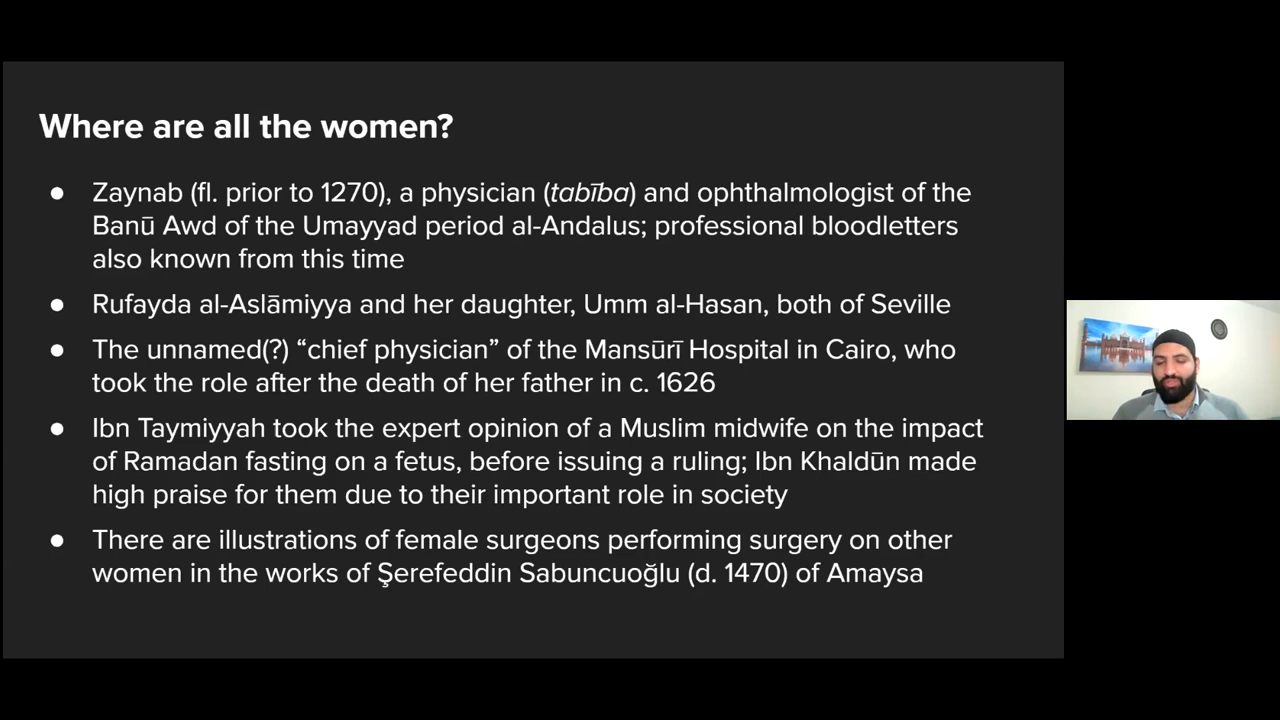 Where are all the women?
● Zaynab (fl. prior to 1270), a physician (tabība) and ophthalmologist of the
Banū Awd of the Umayyad period al-Andalus; professional bloodletters
also known from this time
● Rufayda al-Aslāmiyya and her daughter, Umm al-Hasan, both of Seville
● The unnamed(?) “chief physician” of the Mansūrī Hospital in Cairo, who
took the role after the death of her father in c. 1626
● Ibn Taymiyyah took the expert opinion of a Muslim midwife on the impact
of Ramadan fasting on a fetus, before issuing a ruling; Ibn Khaldūn made
high praise for them due to their important role in society
● There are illustrations of female surgeons performing surgery on other
women in the works of Şerefeddin Sabuncuoğlu (d. 1470) of Amaysa